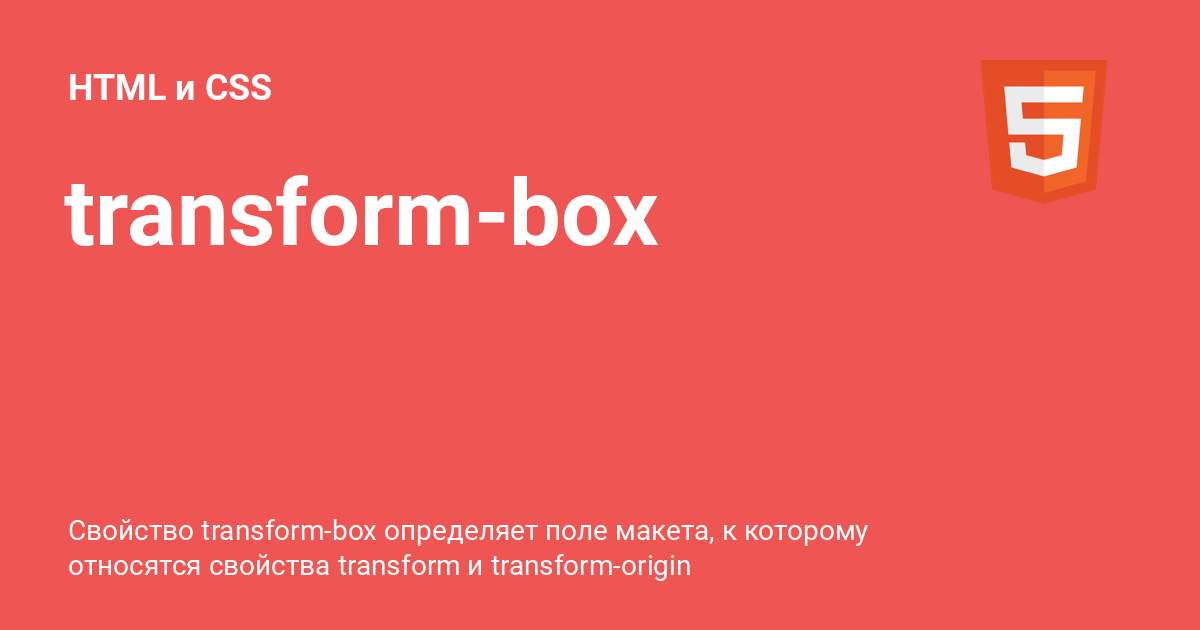 HTML и CSS
5
transform-box
Свойство transform-box определяет поле макета, к которому
относятся свойства transform и transform-origin